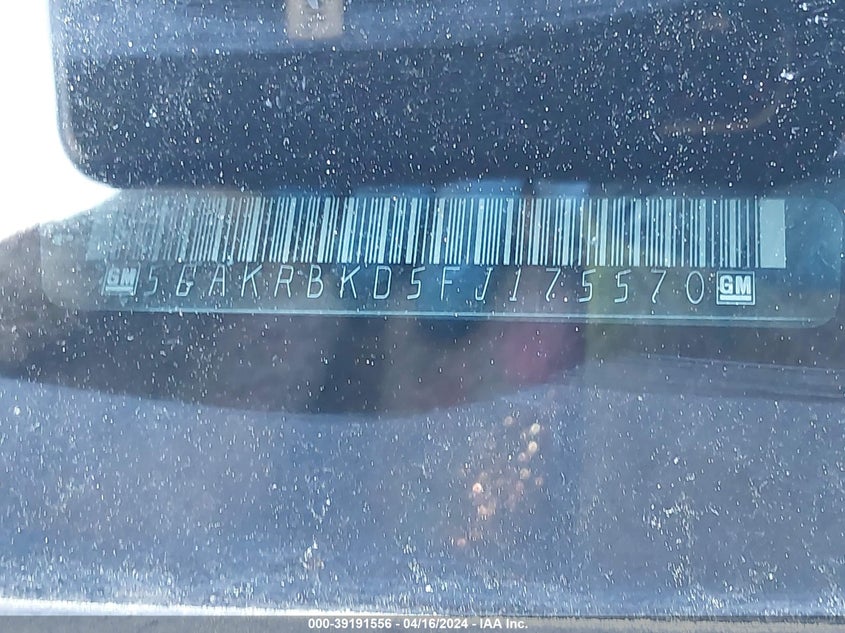 GM 5GAKRBKD5FJ175570 GM
000-39191556 - 04/16/2024 - IAA Inc.